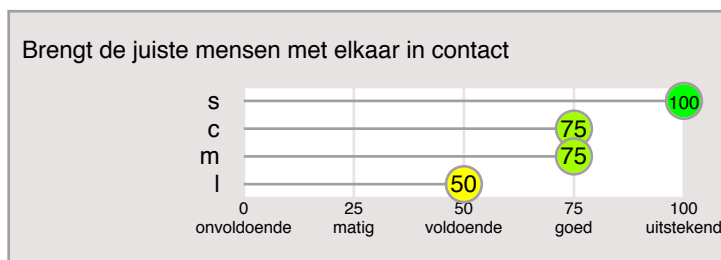 Brengt de juiste mensen met elkaar in contact
s 100
c 75
m 75
l 50
0 25 50 75 100
onvoldoende matig voldoende goed uitstekend